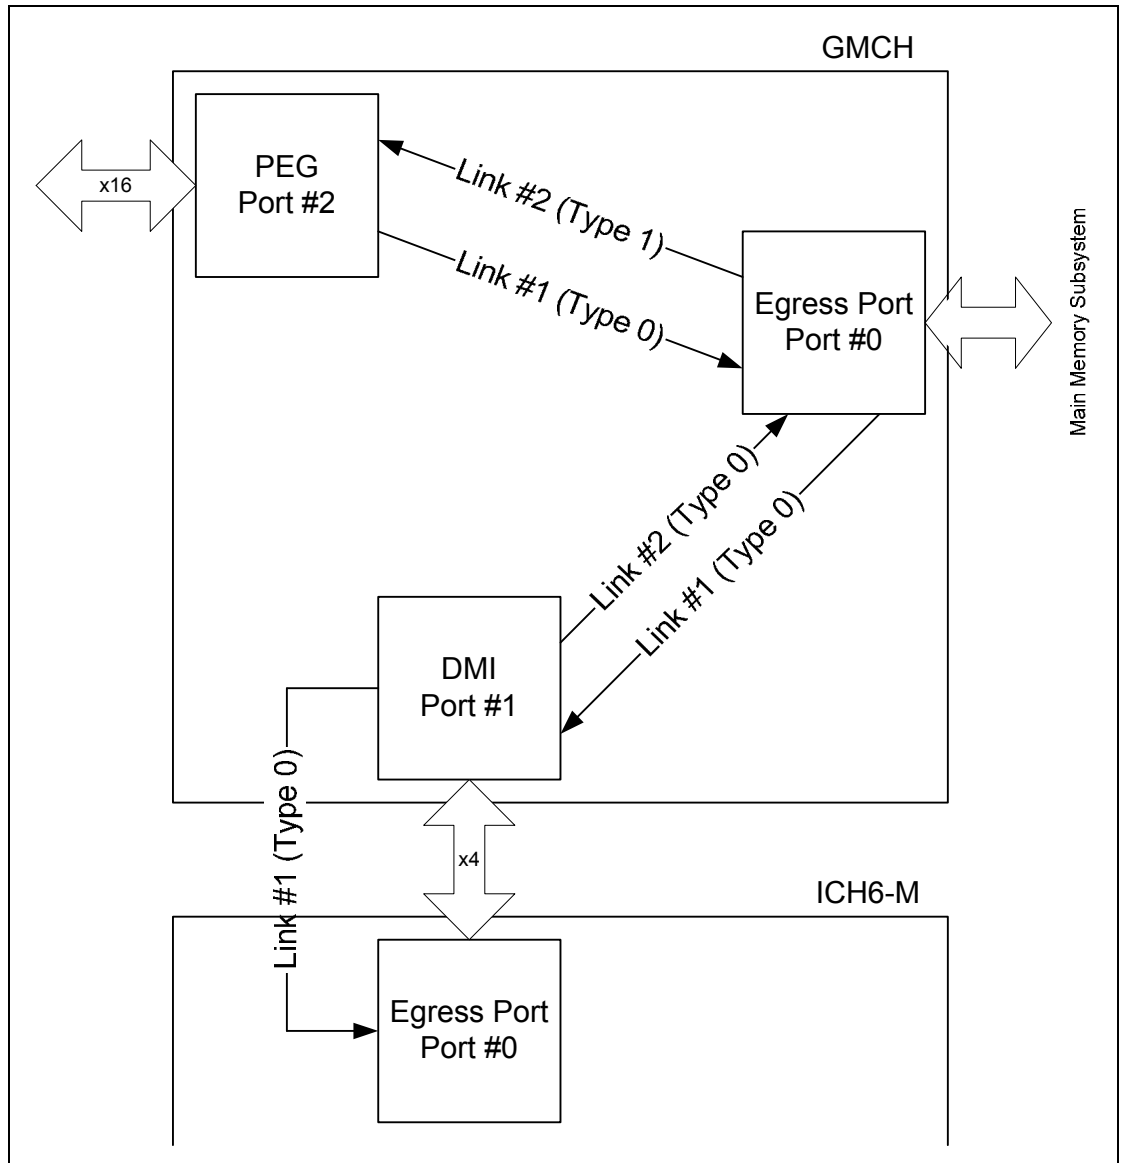 GMCH
PEG
Port #2
x16
Link #2 (Type 1)
Link #1 (Type 0)
Egress Port
Port #0
Main Memory Subsystem
Link #2 (Type 0)
Link #1 (Type 0)
DMI
Port #1
Link #1 (Type 0)
x4
ICH6-M
Egress Port
Port #0